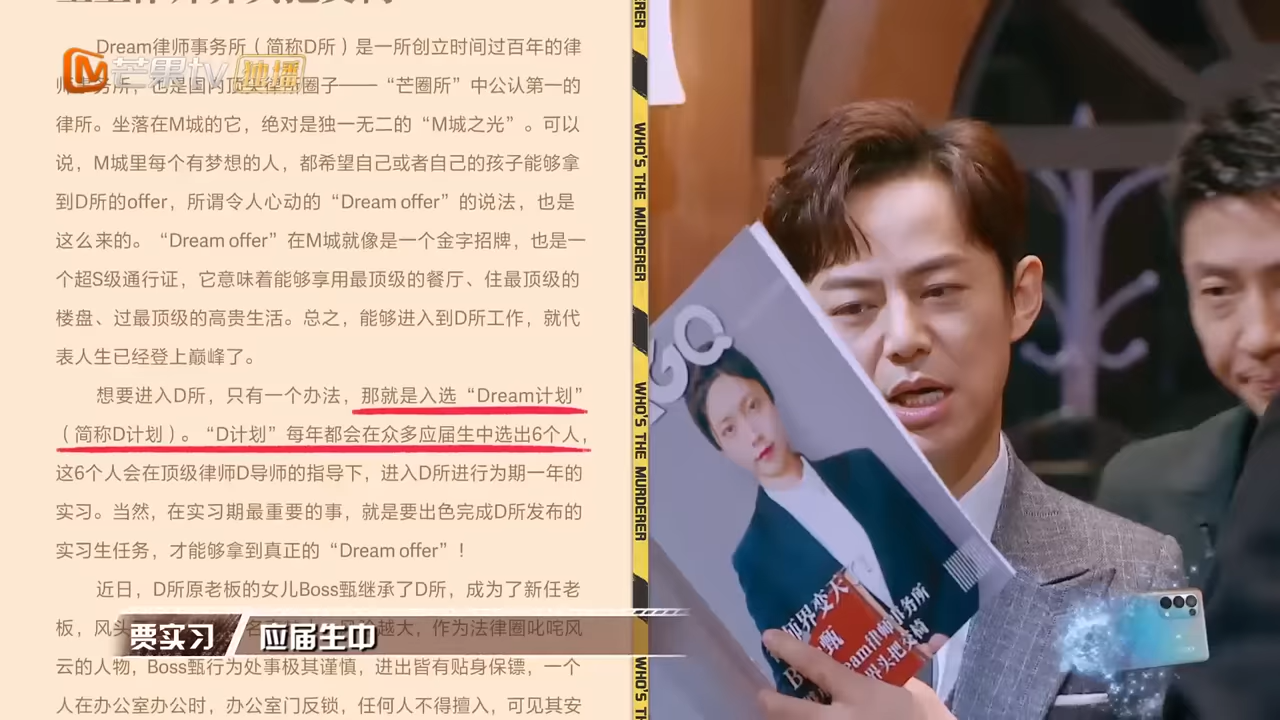 Dream律师事务所（简称D所）是一所创立时间过百年的律
师事务所，也是国内顶尖律师圈子——“芒圈所”中公认第一的
律所。坐落在M城的它，绝对是独一无二的“M城之光”。可以
说，M城里每个有梦想的人，都希望自己或者自己的孩子能够拿
到D所的offer，所谓令人心动的“Dream offer”的说法，也是
这么来的。“Dream offer”在M城就像是一个金字招牌，也是一
个超S级通行证，它意味着能够享用最顶级的餐厅、住最顶级的
楼盘、过最顶级的高贵生活。总之，能够进入到D所工作，就代
表人生已经登上巅峰了。
想要进入D所，只有一个办法，那就是入选“Dream计划”
（简称D计划）。“D计划”每年都会在众多应届生中选出6个人，
这6个人会在顶级律师D导师的指导下，进入D所进行为期一年的
实习。当然，在实习期最重要的事，就是要出色完成D所发布的
实习生任务，才能够拿到真正的“Dream offer”！
近日，D所原老板的女儿Boss甄继承了D所，成为了新任老
板，风头
越大，作为法律圈叱咤风
云的人物，Boss甄行为处事极其谨慎，进出皆有贴身保镖，一个
人在办公室办公时，办公室门反锁，任何人不得擅入，可见其安
芒果tv 独播
贾实习 / 应届生中
WHO'S THE MURDERER
WHO'S THE MURDERER
WHO'S THE MURDERER
GQ
界变天
甄
律师事务所
界头把交椅